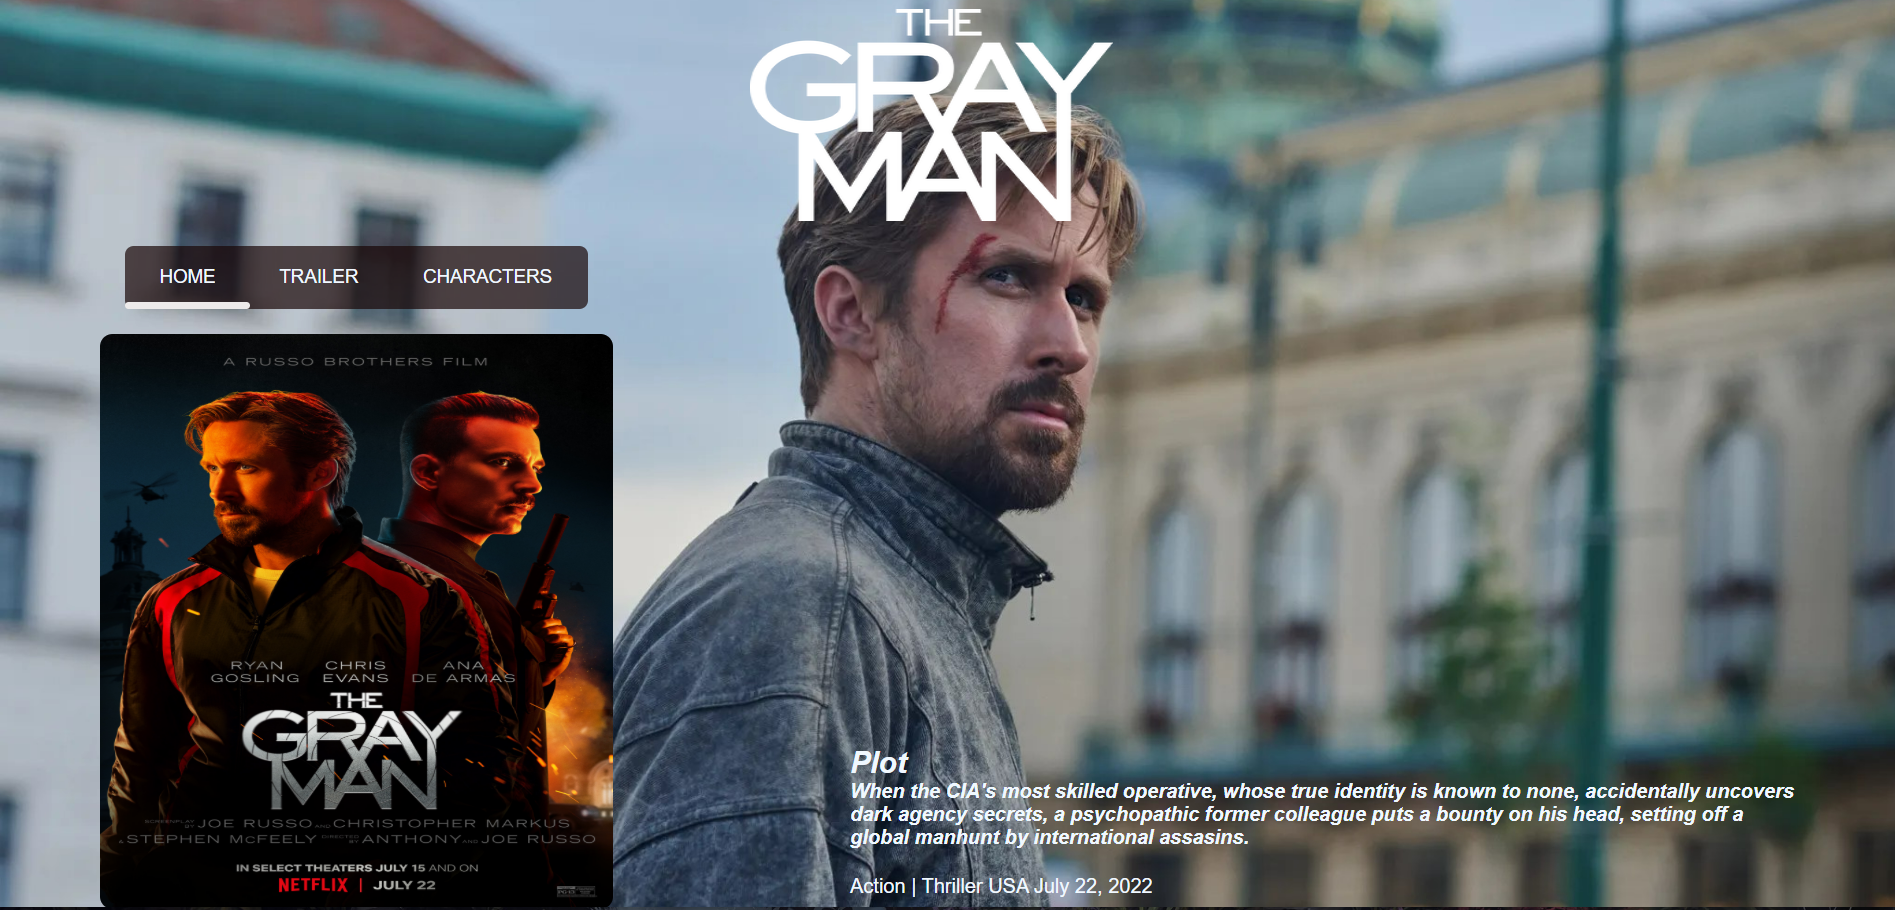 THE
GRAY
MAN
HOME TRAILER CHARACTERS
A RUSSO BROTHERS FILM
RYAN GOSLING
CHRIS EVANS
ANA DE ARMAS
THE
GRAY
MAN
SCREENPLAY BY JOE RUSSO AND CHRISTOPHER MARKUS
& STEPHEN McFEELY DIRECTED BY ANTHONY AND JOE RUSSO
IN SELECT THEATERS JULY 15 AND ON
NETFLIX | JULY 22
Plot
When the CIA's most skilled operative, whose true identity is known to none, accidentally uncovers
dark agency secrets, a psychopathic former colleague puts a bounty on his head, setting off a
global manhunt by international assasins.
Action | Thriller USA July 22, 2022